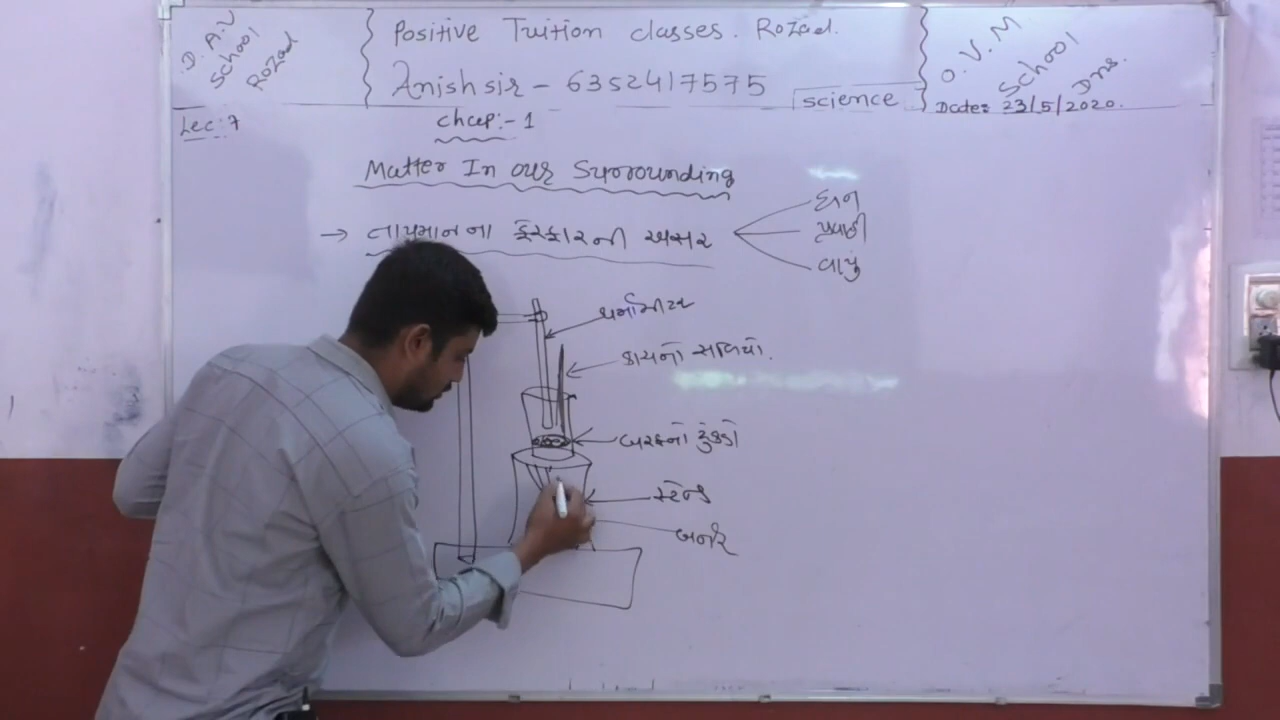 D. A. V
School
Rozad
Positive Tuition classes. Rozad.
Anish sir - 6352417575
science
O. V. M
School
Dns.
Date: 23/5/2020.
Lec: 7
chap:- 1
Matter In our Surrounding
→ તાપમાનના ફેરફારની અસર
ઘન
પ્રવાહી
વાયુ
થર્મોમીટર
કાચનો સળિયો.
બરફનો ટુકડો
સ્ટેન્ડ
બર્નર